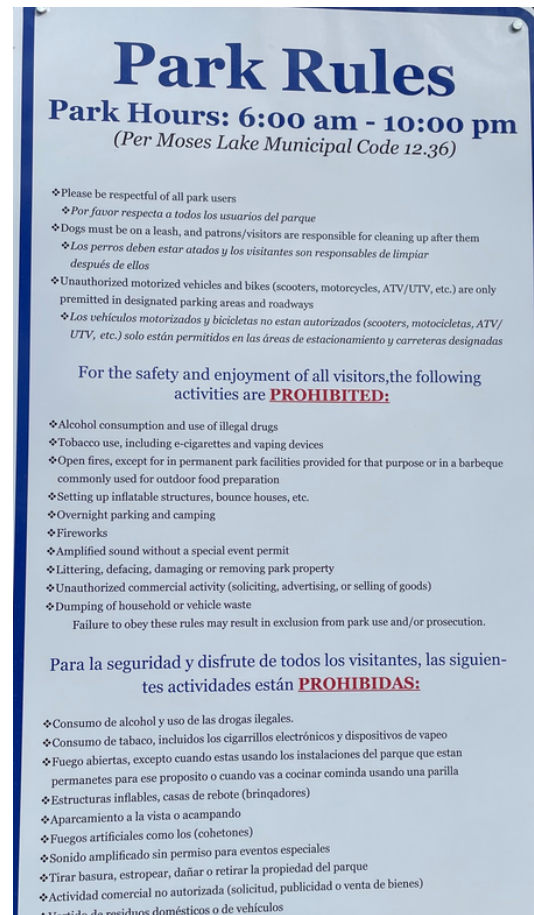 Park Rules
Park Hours: 6:00 am - 10:00 pm
(Per Moses Lake Municipal Code 12.36)
❖Please be respectful of all park users
❖Por favor respecta a todos los usuarios del parque
❖Dogs must be on a leash, and patrons/visitors are responsible for cleaning up after them
❖Los perros deben estar atados y los visitantes son responsables de limpiar
después de ellos
❖Unauthorized motorized vehicles and bikes (scooters, motorcycles, ATV/UTV, etc.) are only
premitted in designated parking areas and roadways
❖Los vehículos motorizados y bicicletas no estan autorizados (scooters, motocicletas, ATV/
UTV, etc.) solo están permitidos en las áreas de estacionamiento y carreteras designadas
For the safety and enjoyment of all visitors,the following
activities are PROHIBITED:
❖Alcohol consumption and use of illegal drugs
❖Tobacco use, including e-cigarettes and vaping devices
❖Open fires, except for in permanent park facilities provided for that purpose or in a barbeque
commonly used for outdoor food preparation
❖Setting up inflatable structures, bounce houses, etc.
❖Overnight parking and camping
❖Fireworks
❖Amplified sound without a special event permit
❖Littering, defacing, damaging or removing park property
❖Unauthorized commercial activity (soliciting, advertising, or selling of goods)
❖Dumping of household or vehicle waste
Failure to obey these rules may result in exclusion from park use and/or prosecution.
Para la seguridad y disfrute de todos los visitantes, las siguien-
tes actividades están PROHIBIDAS:
❖Consumo de alcohol y uso de las drogas ilegales.
❖Consumo de tabaco, incluidos los cigarrillos electrónicos y dispositivos de vapeo
❖Fuego abiertas, excepto cuando estas usando los instalaciones del parque que estan
permanetes para ese proposito o cuando vas a cocinar cominda usando una parilla
❖Estructuras inflables, casas de rebote (brinqadores)
❖Aparcamiento a la vista o acampando
❖Fuegos artificiales como los (cohetones)
❖Sonido amplificado sin permiso para eventos especiales
❖Tirar basura, estropear, dañar o retirar la propiedad del parque
❖Actividad comercial no autorizada (solicitud, publicidad o venta de bienes)
❖Vertido de residuos domésticos o de vehículos